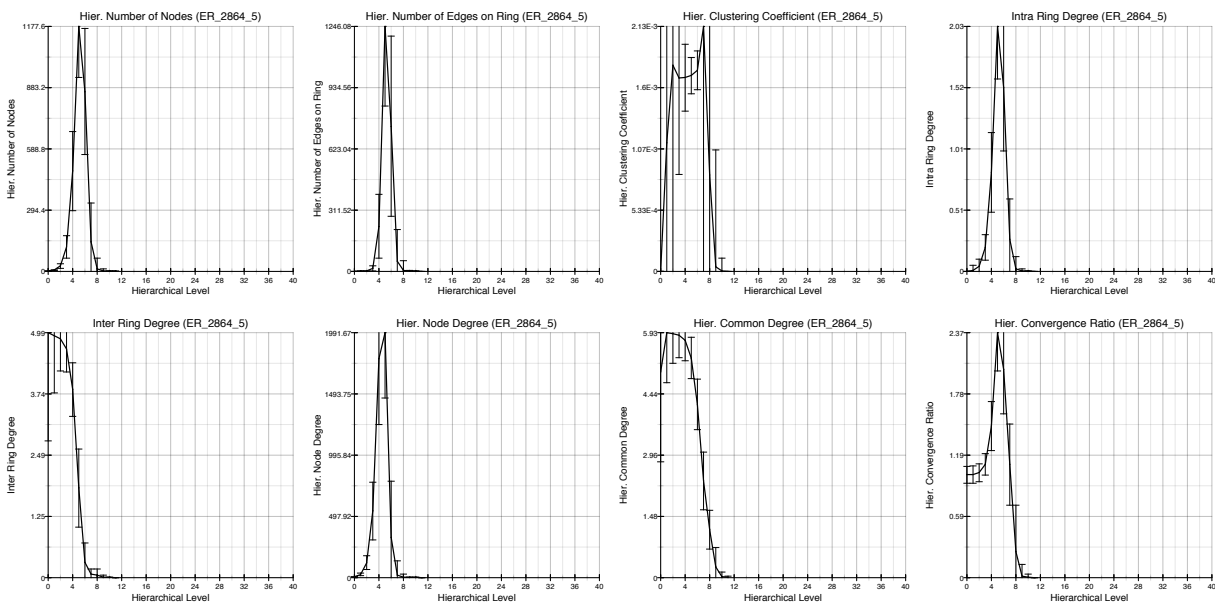 Hier. Number of Nodes (ER_2864_5)
Hier. Number of Nodes
1177.6
883.2
588.8
294.4
0
0 4 8 12 16 20 24 28 32 36 40
Hierarchical Level
Hier. Number of Edges on Ring (ER_2864_5)
Hier. Number of Edges on Ring
1246.08
934.56
623.04
311.52
0
0 4 8 12 16 20 24 28 32 36 40
Hierarchical Level
Hier. Clustering Coefficient (ER_2864_5)
Hier. Clustering Coefficient
2.13E-3
1.6E-3
1.07E-3
5.33E-4
0
0 4 8 12 16 20 24 28 32 36 40
Hierarchical Level
Intra Ring Degree (ER_2864_5)
Intra Ring Degree
2.03
1.52
1.01
0.51
0
0 4 8 12 16 20 24 28 32 36 40
Hierarchical Level
Inter Ring Degree (ER_2864_5)
Inter Ring Degree
4.99
3.74
2.49
1.25
0
0 4 8 12 16 20 24 28 32 36 40
Hierarchical Level
Hier. Node Degree (ER_2864_5)
Hier. Node Degree
1991.67
1493.75
995.84
497.92
0
0 4 8 12 16 20 24 28 32 36 40
Hierarchical Level
Hier. Common Degree (ER_2864_5)
Hier. Common Degree
5.93
4.44
2.96
1.48
0
0 4 8 12 16 20 24 28 32 36 40
Hierarchical Level
Hier. Convergence Ratio (ER_2864_5)
Hier. Convergence Ratio
2.37
1.78
1.19
0.59
0
0 4 8 12 16 20 24 28 32 36 40
Hierarchical Level